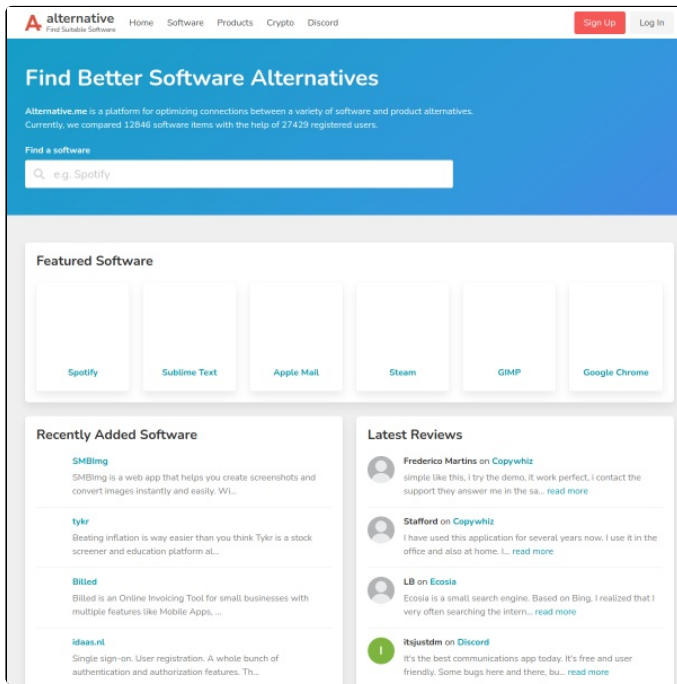 alternative
Find Suitable Software
Home Software Products Crypto Discord
Sign Up Log In
Find Better Software Alternatives
Alternative.me is a platform for optimizing connections between a variety of software and product alternatives.
Currently, we compared 12846 software items with the help of 27429 registered users.
Find a software
e.g. Spotify
Featured Software
Spotify Sublime Text Apple Mail Steam GIMP Google Chrome
Recently Added Software
SMBImg
SMBImg is a web app that helps you create screenshots and
convert images instantly and easily. Wi...
tykr
Beating inflation is way easier than you think Tykr is a stock
screener and education platform al...
Billed
Billed is an Online Invoicing Tool for small businesses with
multiple features like Mobile Apps, ...
idaas.nl
Single sign-on. User registration. A whole bunch of
authentication and authorization features. Th...
Latest Reviews
Frederico Martins on Copywhiz
simple like this, i try the demo, it work perfect, i contact the
support they answer me in the sa... read more
Stafford on Copywhiz
I have used this application for several years now. I use it in the
office and also at home. I... read more
LB on Ecosia
Ecosia is a small search engine. Based on Bing. I realized that I
very often searching the intern... read more
I
itsjustdm on Discord
It's the best communications app today. It's free and user
friendly. Some bugs here and there, bu... read more